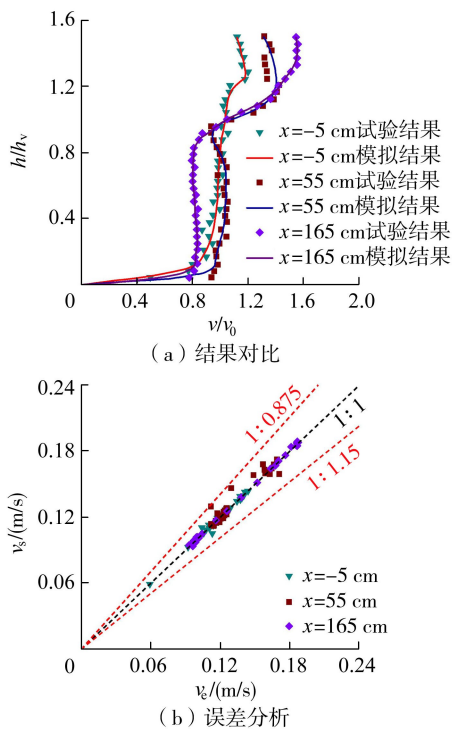 1.6
1.2
0.8
0.4
h/hv
x=−5 cm试验结果
x=−5 cm模拟结果
x=55 cm试验结果
x=55 cm模拟结果
x=165 cm试验结果
x=165 cm模拟结果
0 0.4 0.8 1.2 1.6 2.0
v/v0
（a）结果对比
0.24
0.18
0.12
0.06
vs/(m/s)
1∶0.875
1∶1
1∶1.15
x=−5 cm
x=55 cm
x=165 cm
0 0.06 0.12 0.18 0.24
ve/(m/s)
（b）误差分析